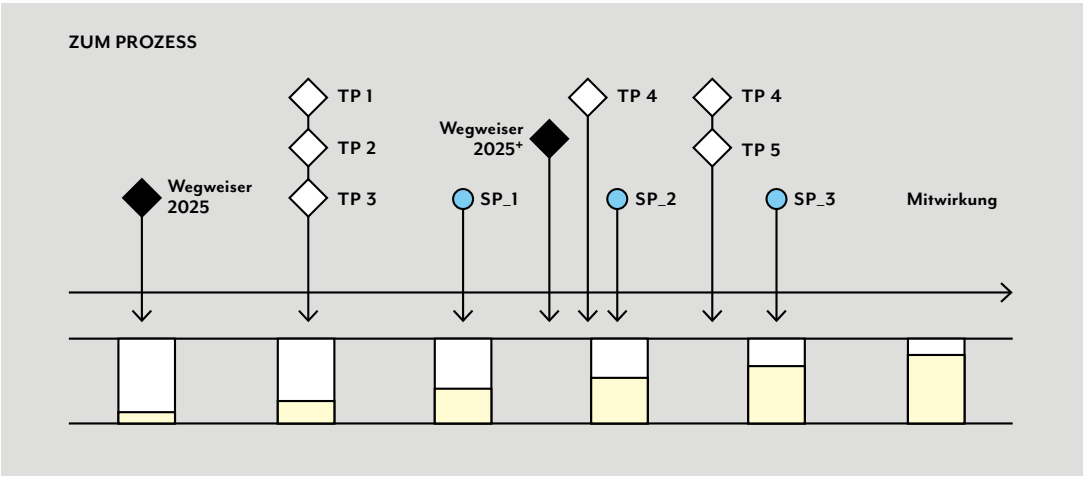 ZUM PROZESS
TP 1
TP 2
TP 3
TP 4
TP 4
TP 5
Wegweiser
2025
Wegweiser
2025+
SP_1
SP_2
SP_3
Mitwirkung